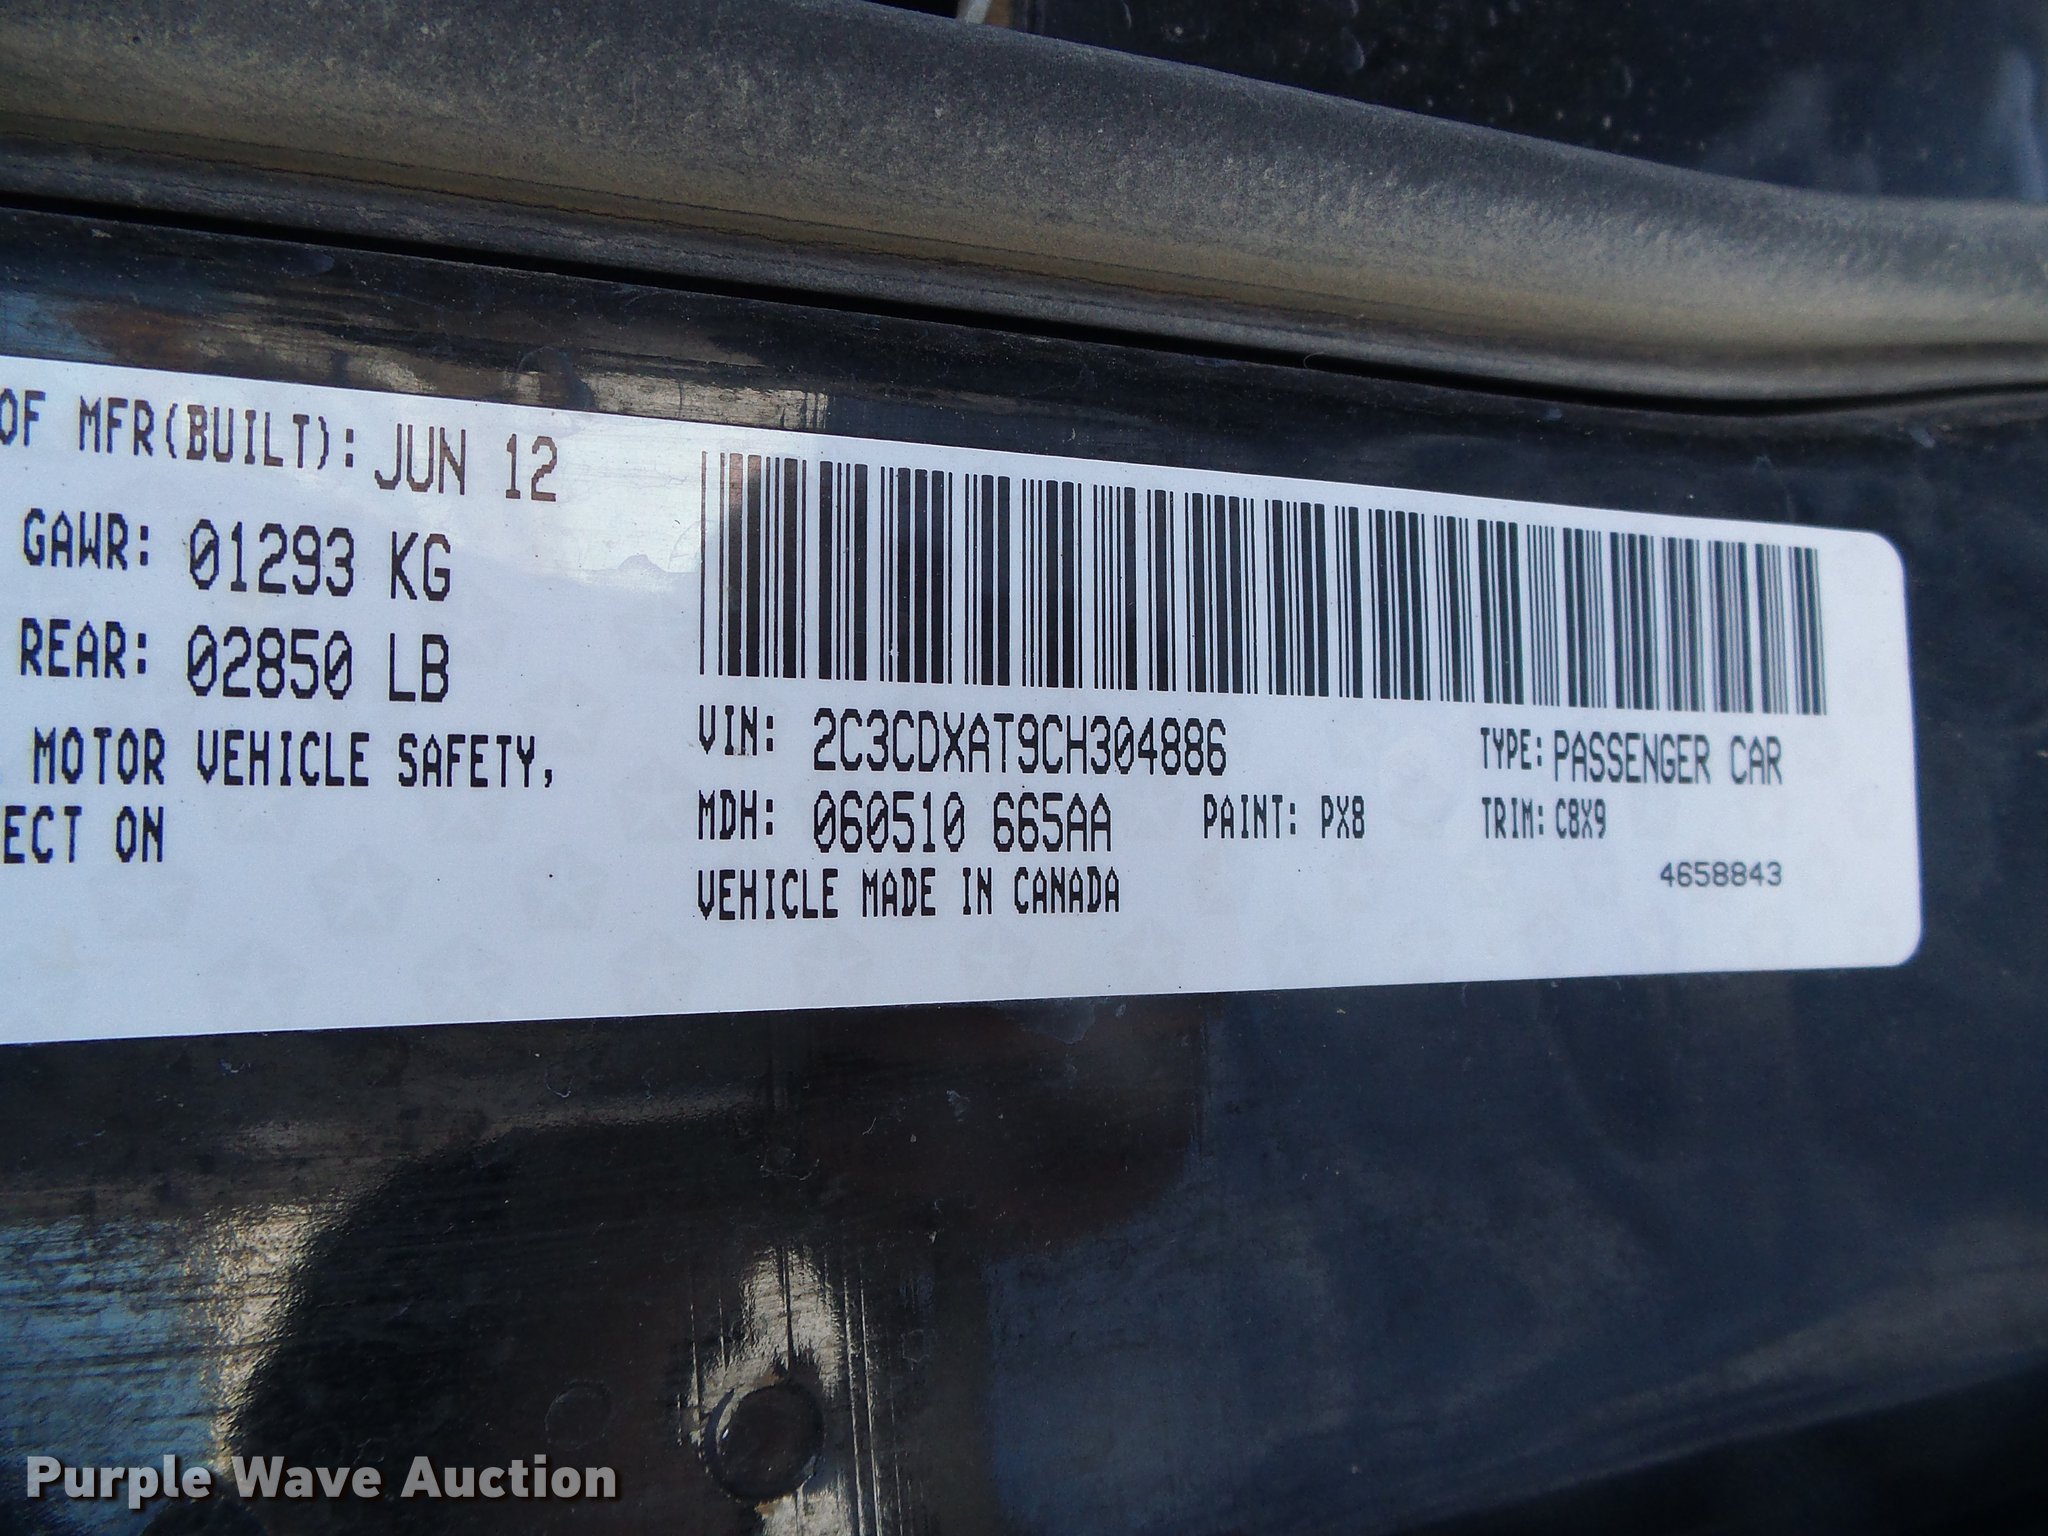 OF MFR(BUILT): JUN 12
GAWR: 01293 KG
REAR: 02850 LB
MOTOR VEHICLE SAFETY,
ECT ON
VIN: 2C3CDXAT9CH304886
TYPE: PASSENGER CAR
MDH: 060510 665AA
PAINT: PX8
TRIM: C8X9
VEHICLE MADE IN CANADA
4658843
Purple Wave Auction